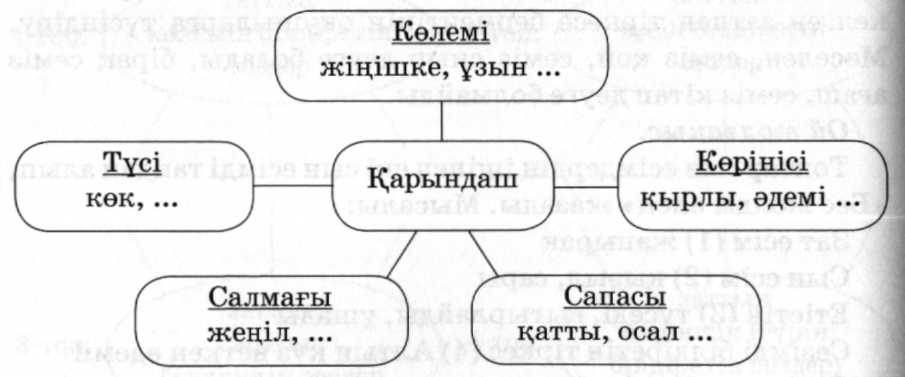 Көлемі
жіңішке, ұзын ...
Түсі
көк, ...
Қарындаш
Көрінісі
қырлы, әдемі ...
Салмағы
жеңіл, ...
Сапасы
қатты, осал ...